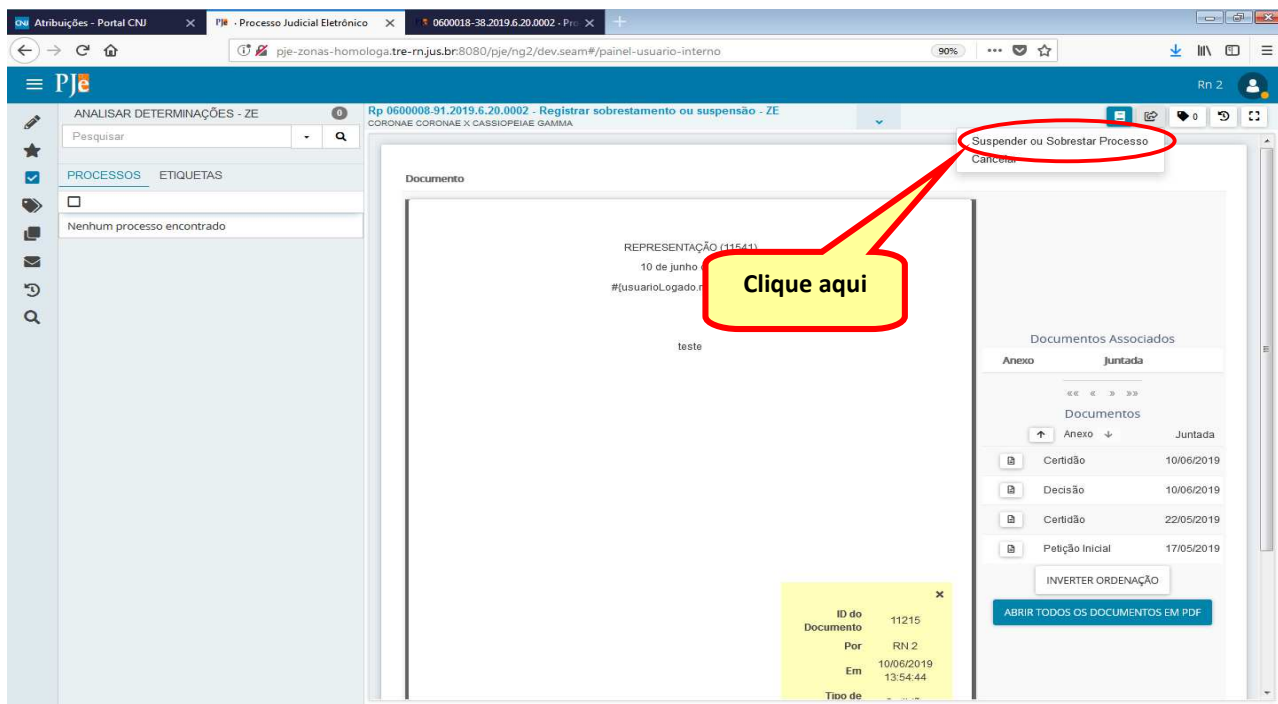 Atribuições - Portal CNJ
PJe · Processo Judicial Eletrônico
0600018-38.2019.6.20.0002 - Pro
pje-zonas-homologa.tre-rn.jus.br:8080/pje/ng2/dev.seam#/painel-usuario-interno
90%
PJe
Rn 2
ANALISAR DETERMINAÇÕES - ZE
0
Rp 0600008-91.2019.6.20.0002 - Registrar sobrestamento ou suspensão - ZE
CORONAE CORONAE X CASSIOPEIAE GAMMA
0
Pesquisar
Suspender ou Sobrestar Processo
Cancelar
PROCESSOS
ETIQUETAS
Nenhum processo encontrado
Documento
REPRESENTAÇÃO (11541)
10 de junho
#{usuarioLogado.
teste
Clique aqui
Documentos Associados
Anexo
Juntada
«« « » »»
Documentos
Anexo
Juntada
Certidão
10/06/2019
Decisão
10/06/2019
Certidão
22/05/2019
Petição Inicial
17/05/2019
INVERTER ORDENAÇÃO
ABRIR TODOS OS DOCUMENTOS EM PDF
ID do
Documento
11215
Por
RN 2
Em
10/06/2019
13:54:44
Tipo de